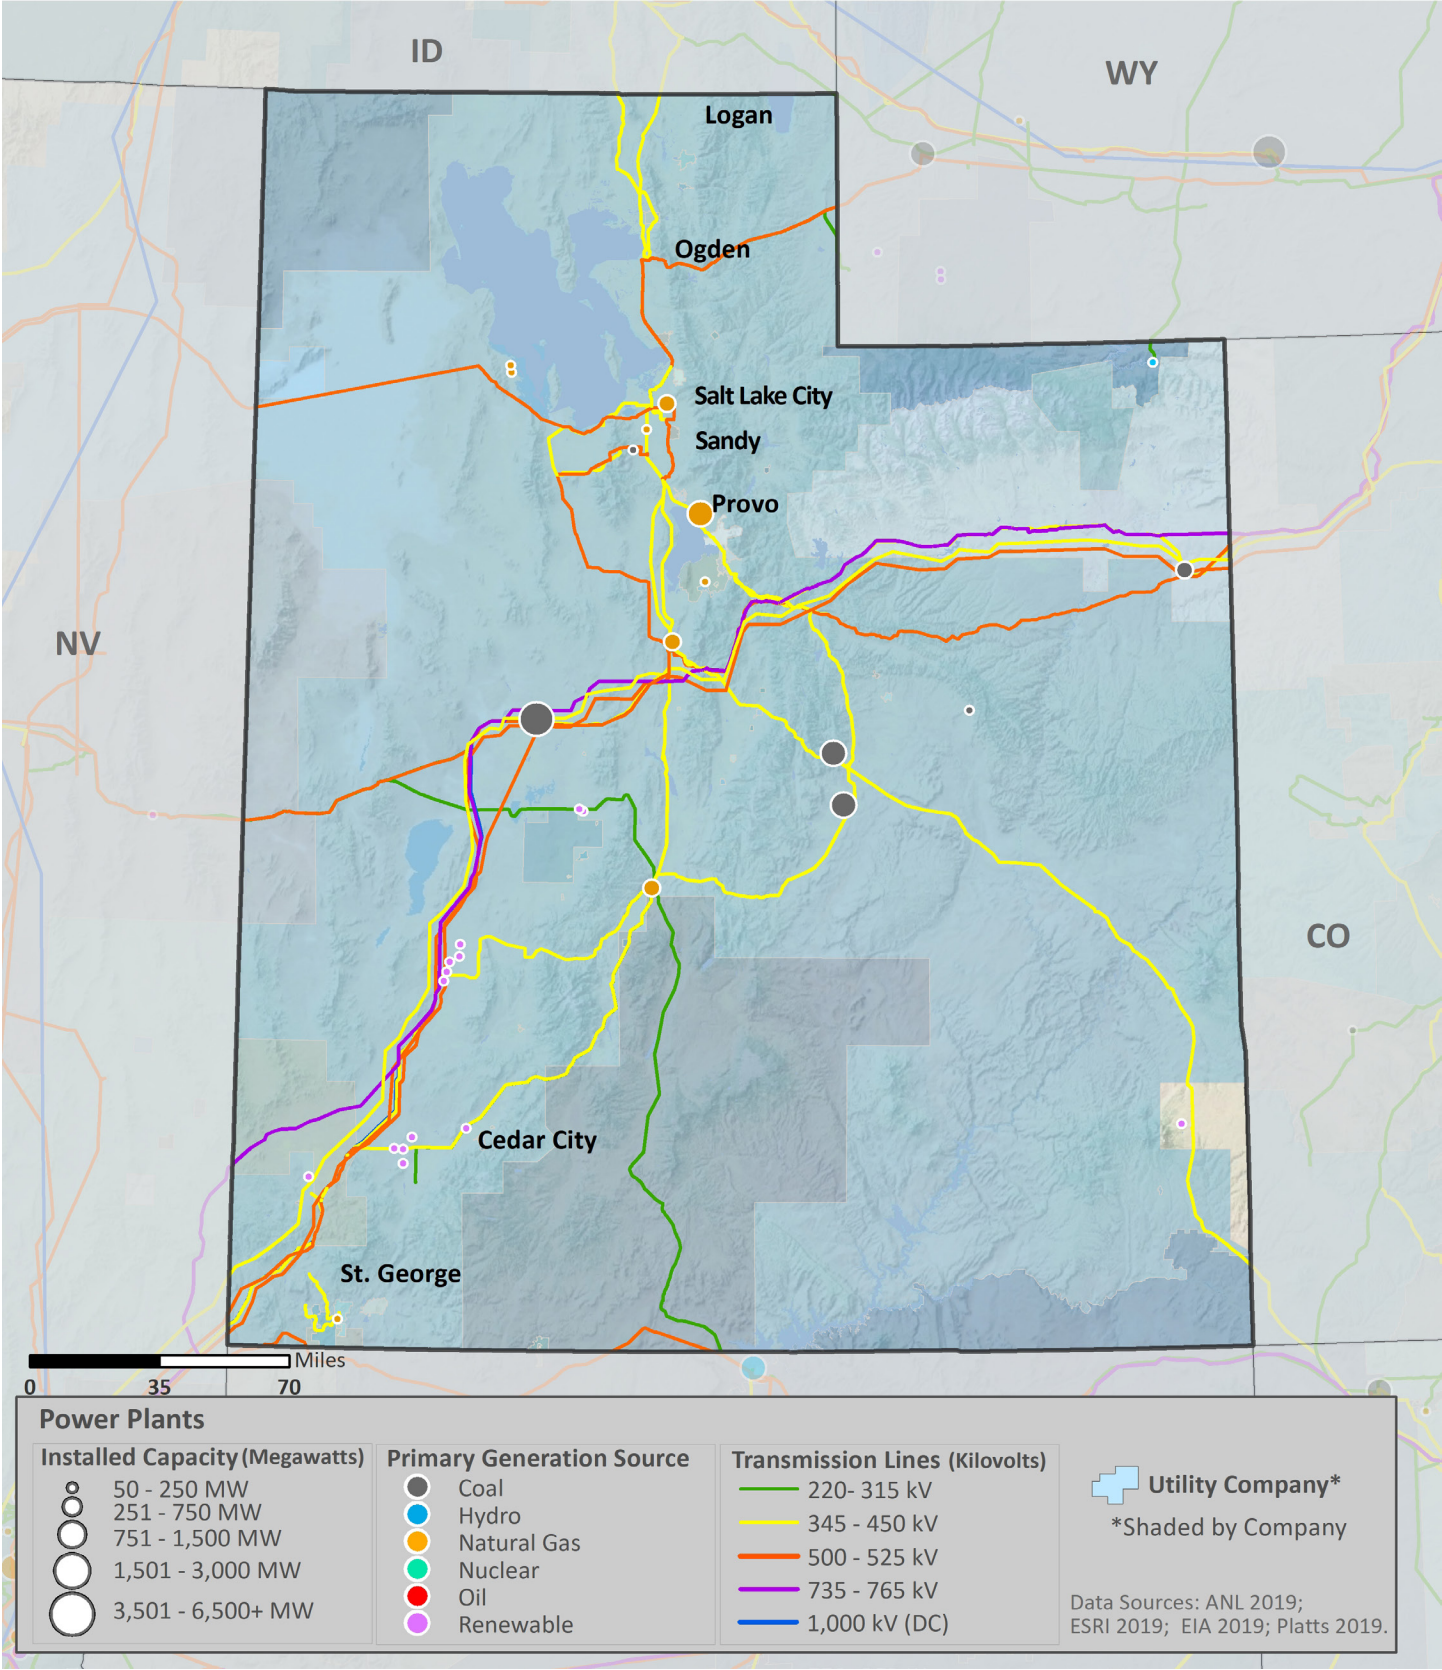 ID
WY
Logan
Ogden
Salt Lake City
Sandy
Provo
NV
CO
Cedar City
St. George
Miles
0 35 70
Power Plants
Installed Capacity (Megawatts)
50 - 250 MW
251 - 750 MW
751 - 1,500 MW
1,501 - 3,000 MW
3,501 - 6,500+ MW
Primary Generation Source
Coal
Hydro
Natural Gas
Nuclear
Oil
Renewable
Transmission Lines (Kilovolts)
220- 315 kV
345 - 450 kV
500 - 525 kV
735 - 765 kV
1,000 kV (DC)
Utility Company*
*Shaded by Company
Data Sources: ANL 2019;
ESRI 2019; EIA 2019; Platts 2019.